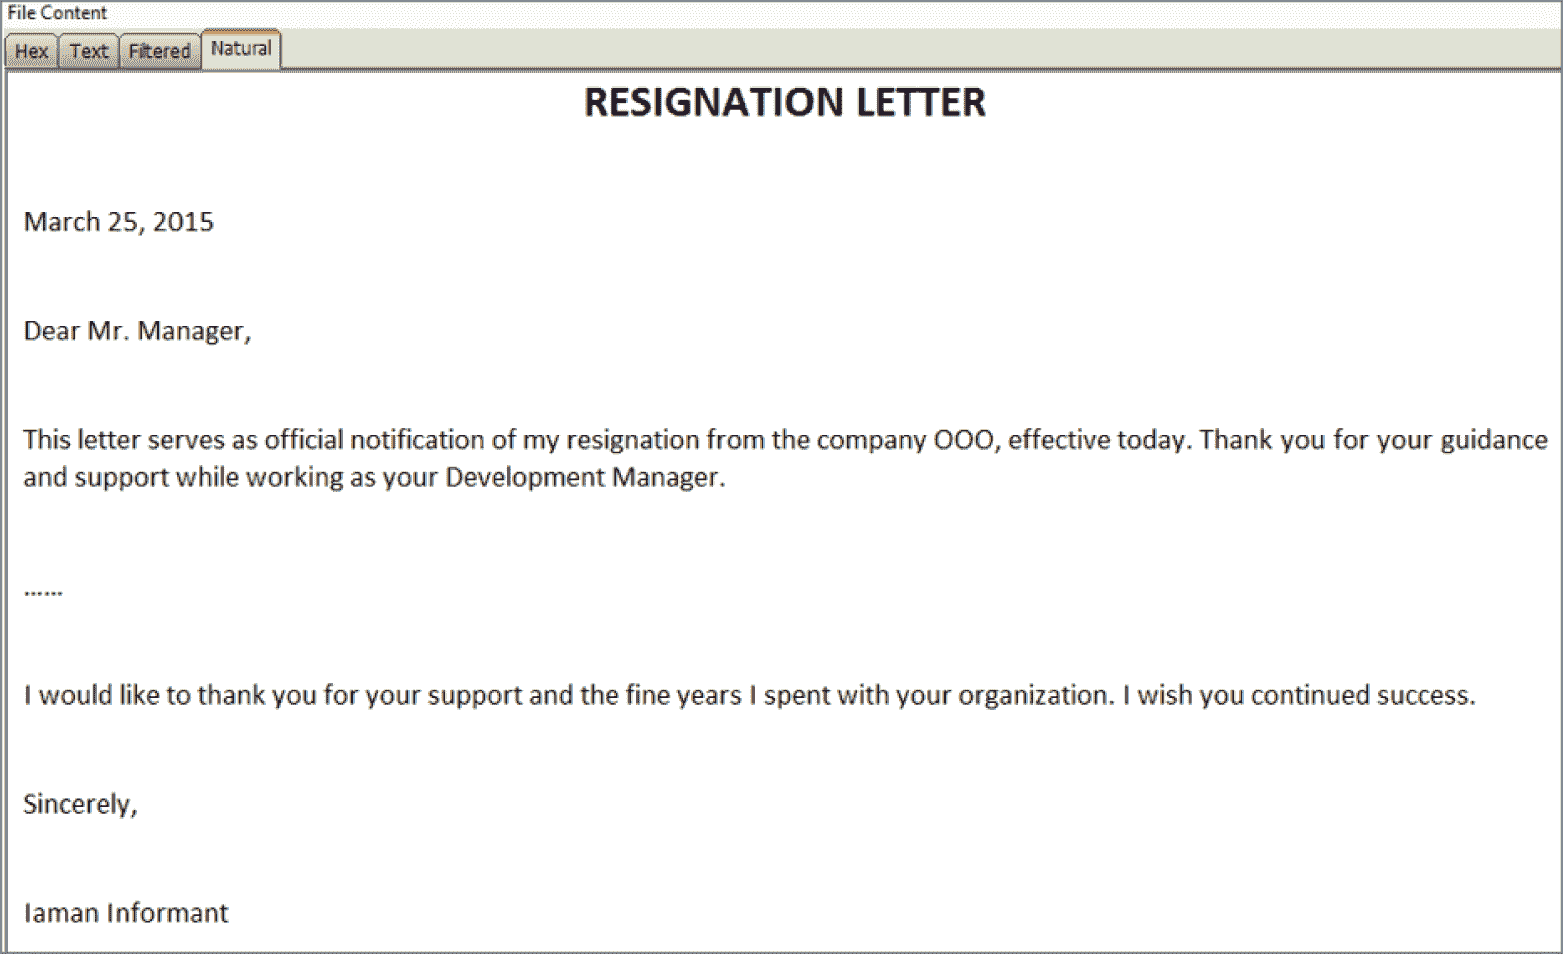 File Content
Hex Text Filtered Natural
RESIGNATION LETTER
March 25, 2015
Dear Mr. Manager,
This letter serves as official notification of my resignation from the company OOO, effective today. Thank you for your guidance
and support while working as your Development Manager.
......
I would like to thank you for your support and the fine years I spent with your organization. I wish you continued success.
Sincerely,
Iaman Informant